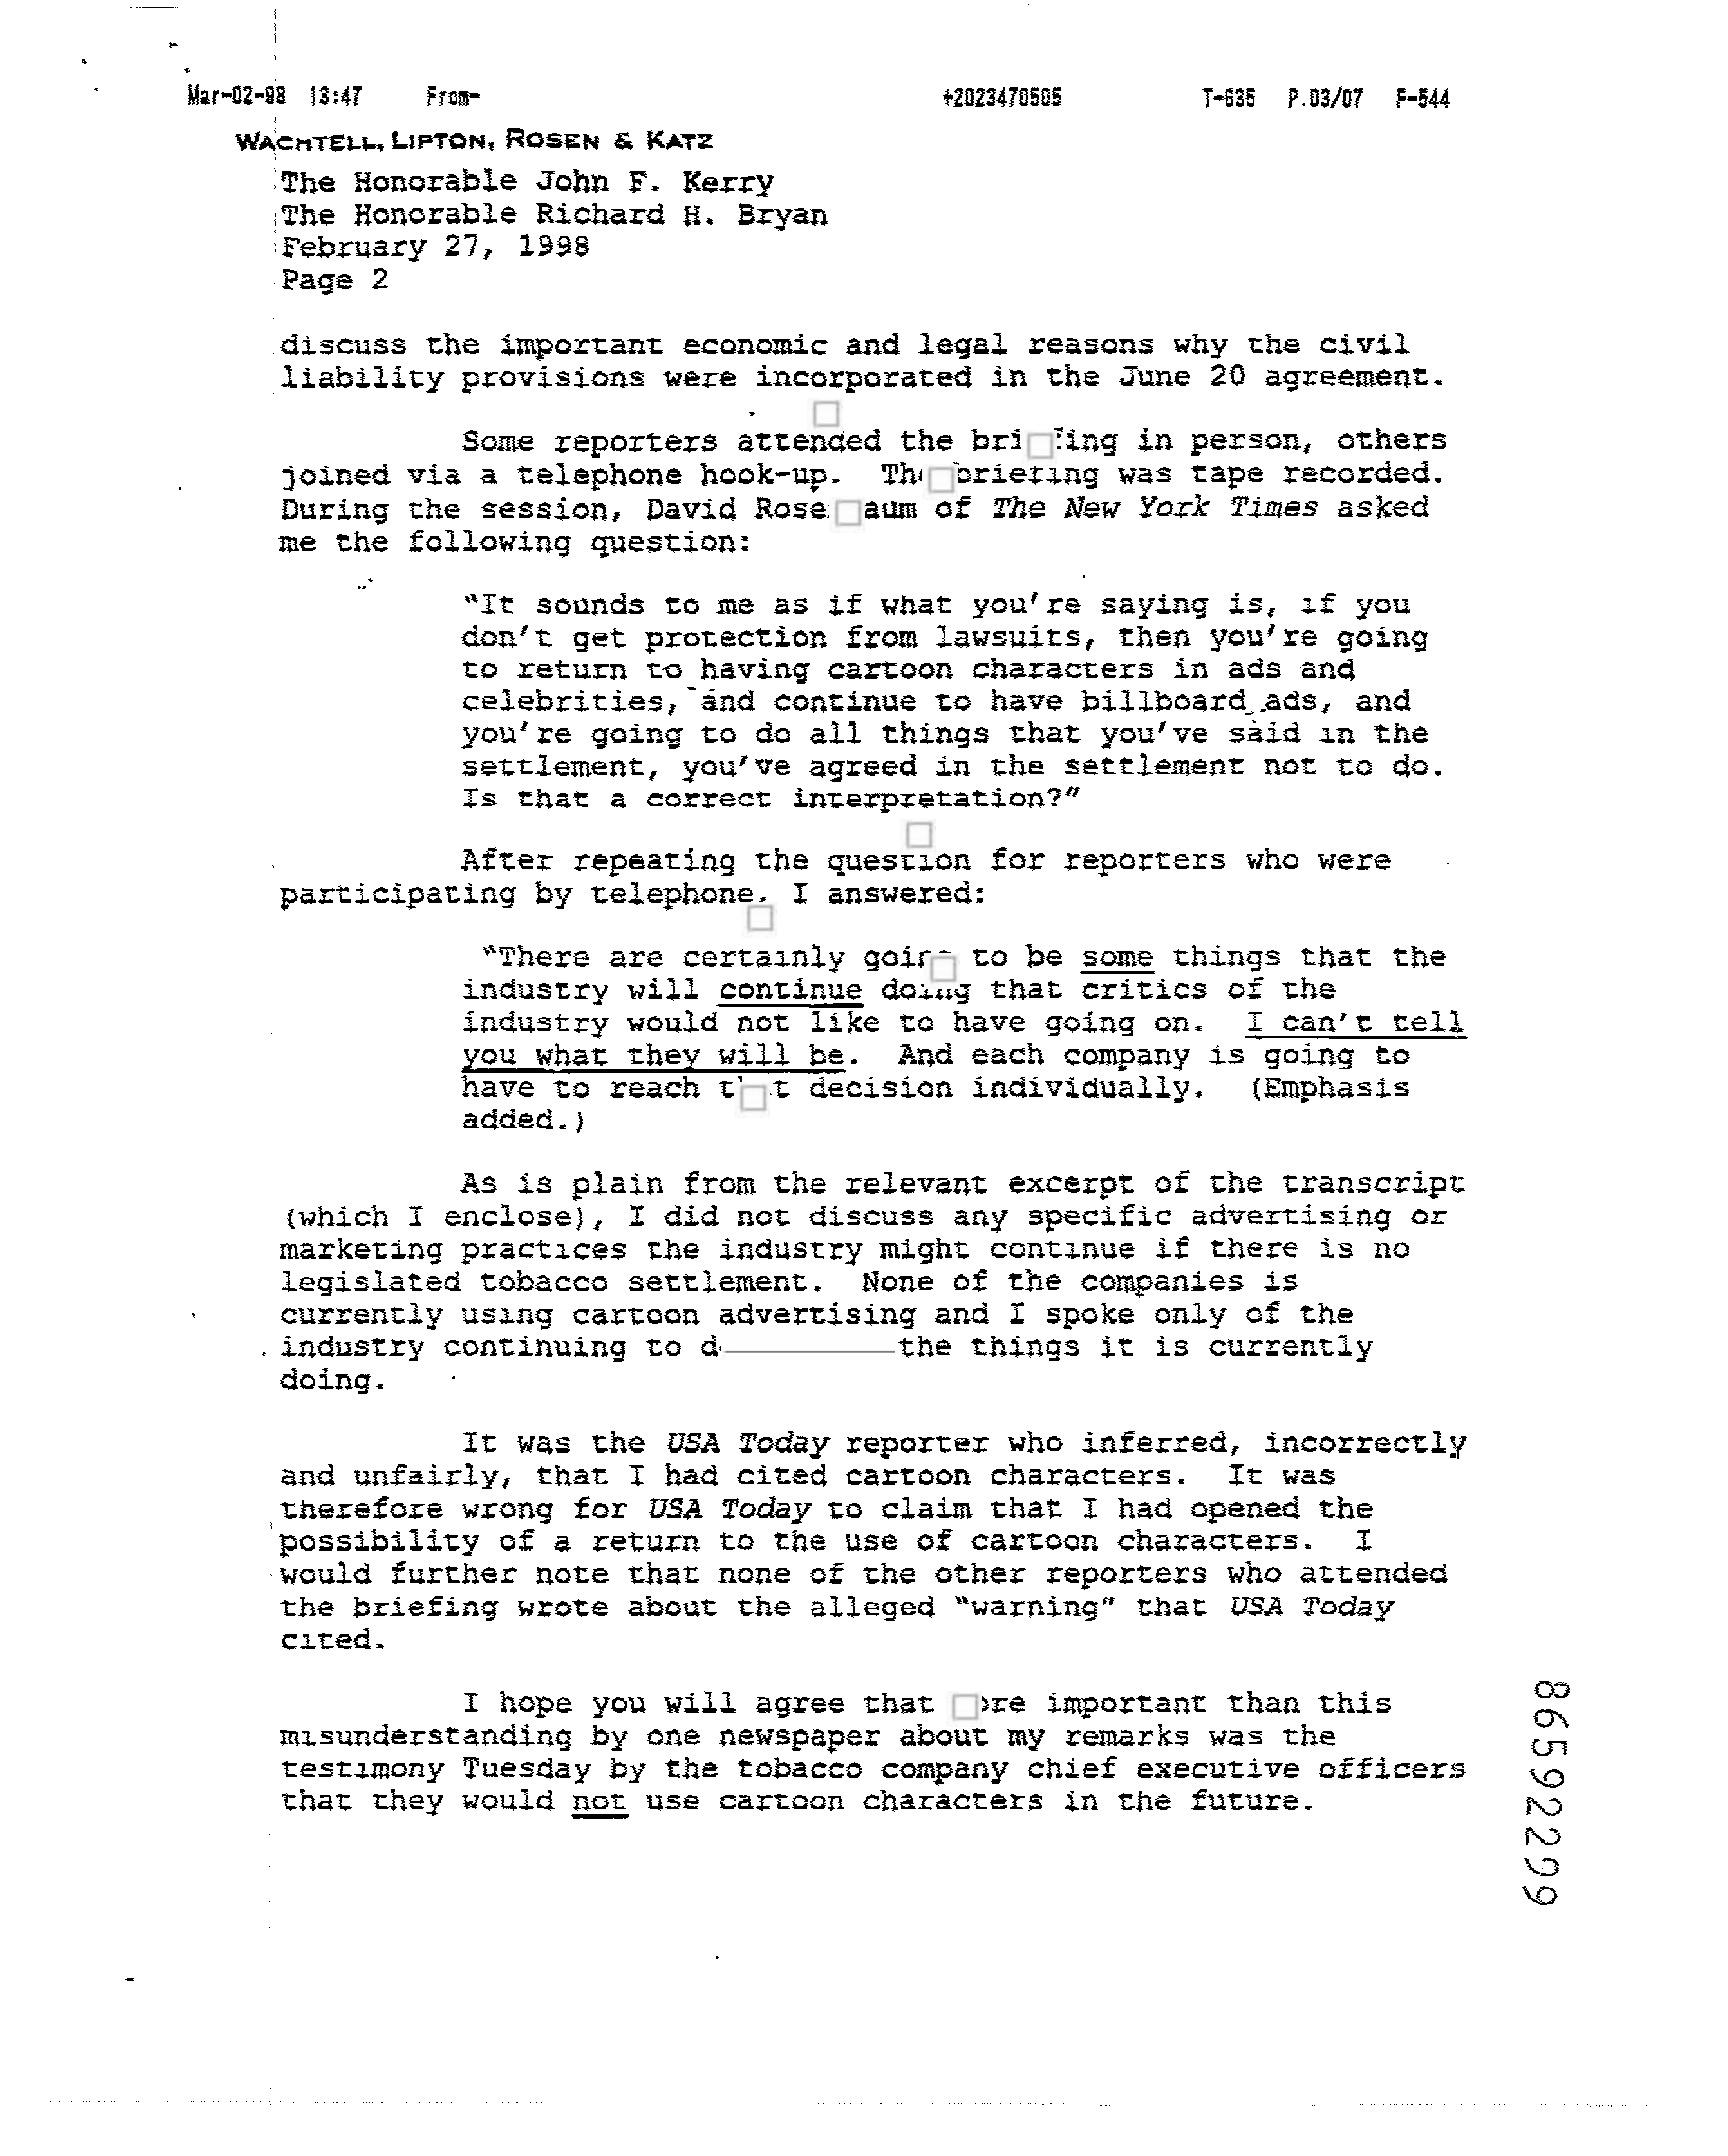 Mar-02-98 13:47 From- +2023470505 T-635 P.03/07 F-544
WACHTELL, LIPTON, ROSEN & KATZ
The Honorable John F. Kerry
The Honorable Richard H. Bryan
February 27, 1998
Page 2
discuss the important economic and legal reasons why the civil
liability provisions were incorporated in the June 20 agreement.
Some reporters attended the briefing in person, others
joined via a telephone hook-up. The briefing was tape recorded.
During the session, David Rosenbaum of The New York Times asked
me the following question:
"It sounds to me as if what you're saying is, if you
don't get protection from lawsuits, then you're going
to return to having cartoon characters in ads and
celebrities, and continue to have billboard ads, and
you're going to do all things that you've said in the
settlement, you've agreed in the settlement not to do.
Is that a correct interpretation?"
After repeating the question for reporters who were
participating by telephone, I answered:
"There are certainly going to be some things that the
industry will continue doing that critics of the
industry would not like to have going on. I can't tell
you what they will be. And each company is going to
have to reach that decision individually. (Emphasis
added.)
As is plain from the relevant excerpt of the transcript
(which I enclose), I did not discuss any specific advertising or
marketing practices the industry might continue if there is no
legislated tobacco settlement. None of the companies is
currently using cartoon advertising and I spoke only of the
industry continuing to the things it is currently
doing.
It was the USA Today reporter who inferred, incorrectly
and unfairly, that I had cited cartoon characters. It was
therefore wrong for USA Today to claim that I had opened the
possibility of a return to the use of cartoon characters. I
would further note that none of the other reporters who attended
the briefing wrote about the alleged "warning" that USA Today
cited.
I hope you will agree that more important than this
misunderstanding by one newspaper about my remarks was the
testimony Tuesday by the tobacco company chief executive officers
that they would not use cartoon characters in the future.
86592299